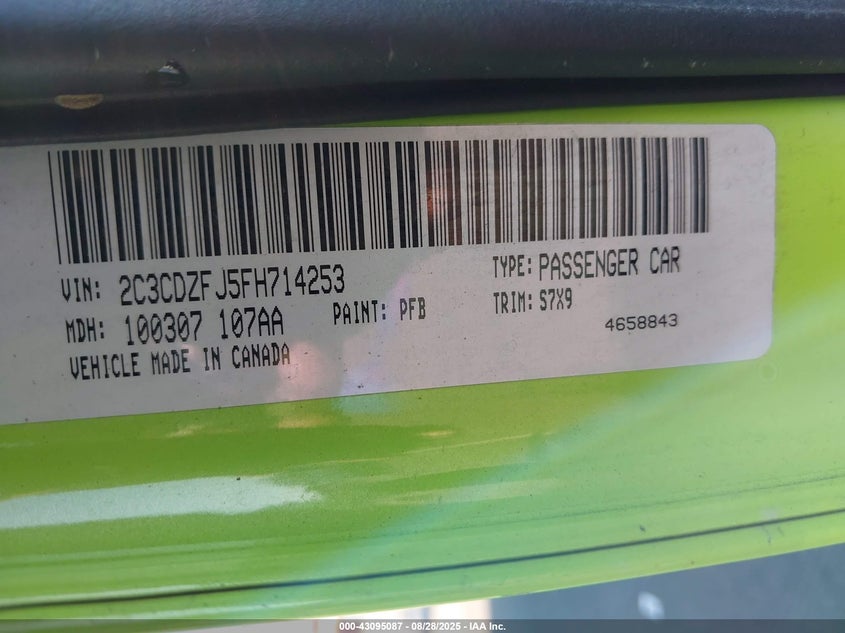 VIN: 2C3CDZFJ5FH714253
TYPE: PASSENGER CAR
MDH: 100307 107AA
PAINT: PFB
TRIM: S7X9
VEHICLE MADE IN CANADA
4658843
000-43095087 - 08/28/2025 - IAA Inc.